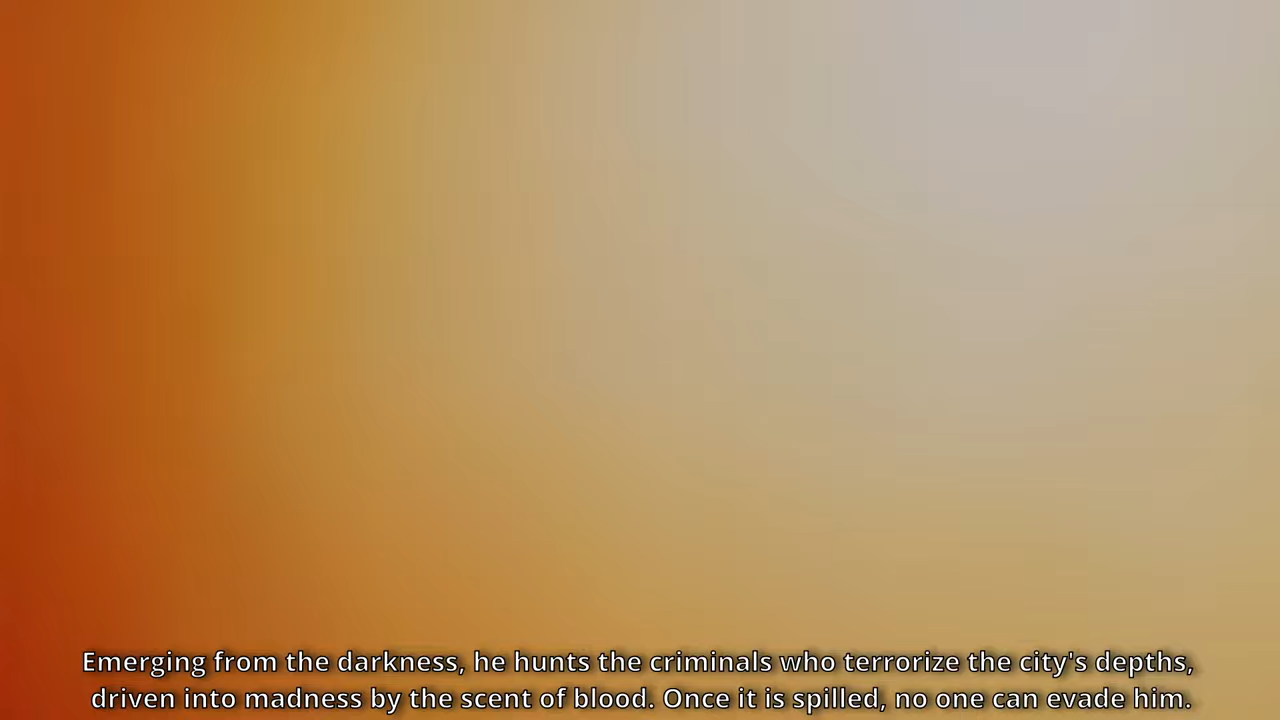 Emerging from the darkness, he hunts the criminals who terrorize the city's depths,
driven into madness by the scent of blood. Once it is spilled, no one can evade him.